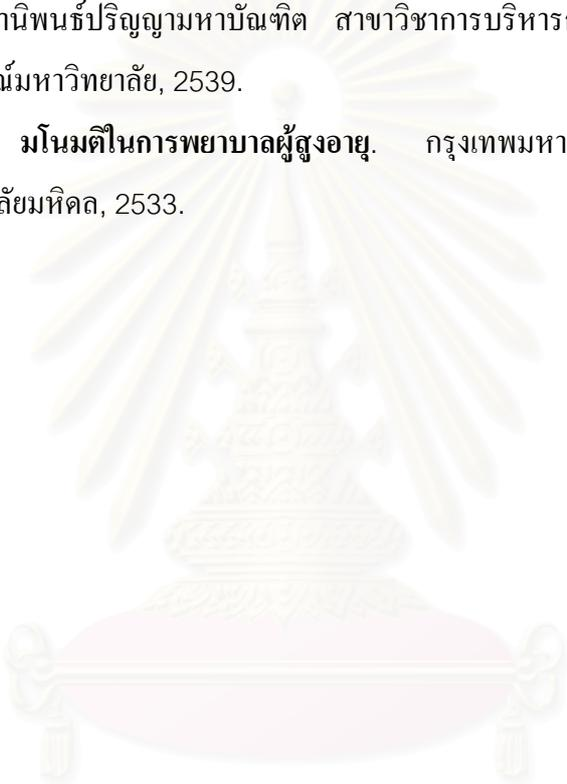 านิพนธ์ปริญญามหาบัณฑิต สาขาวิชาการบริหาร
ณ์มหาวิทยาลัย, 2539.
มโนมติในการพยาบาลผู้สูงอายุ. กรุงเทพมหา
ลัยมหิดล, 2533.